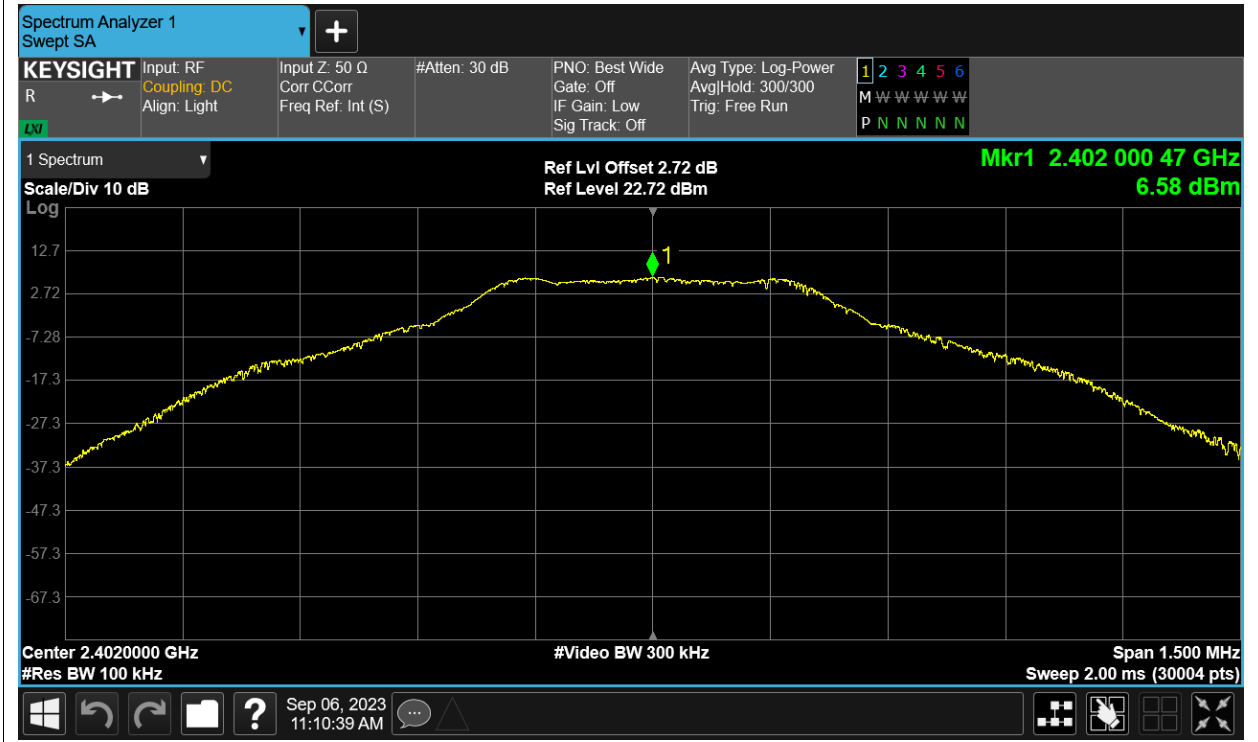 Spectrum Analyzer 1
Swept SA
KEYSIGHT
R
LXI
Input: RF
Coupling: DC
Align: Light
Input Z: 50 Ω
Corr CCorr
Freq Ref: Int (S)
#Atten: 30 dB
PNO: Best Wide
Gate: Off
IF Gain: Low
Sig Track: Off
Avg Type: Log-Power
Avg|Hold: 300/300
Trig: Free Run
1 2 3 4 5 6
M W W W W W
P N N N N N
1 Spectrum
Scale/Div 10 dB
Log
Ref Lvl Offset 2.72 dB
Ref Level 22.72 dBm
Mkr1 2.402 000 47 GHz
6.58 dBm
1
12.7
2.72
-7.28
-17.3
-27.3
-37.3
-47.3
-57.3
-67.3
Center 2.4020000 GHz
#Res BW 100 kHz
#Video BW 300 kHz
Span 1.500 MHz
Sweep 2.00 ms (30004 pts)
?
Sep 06, 2023
11:10:39 AM